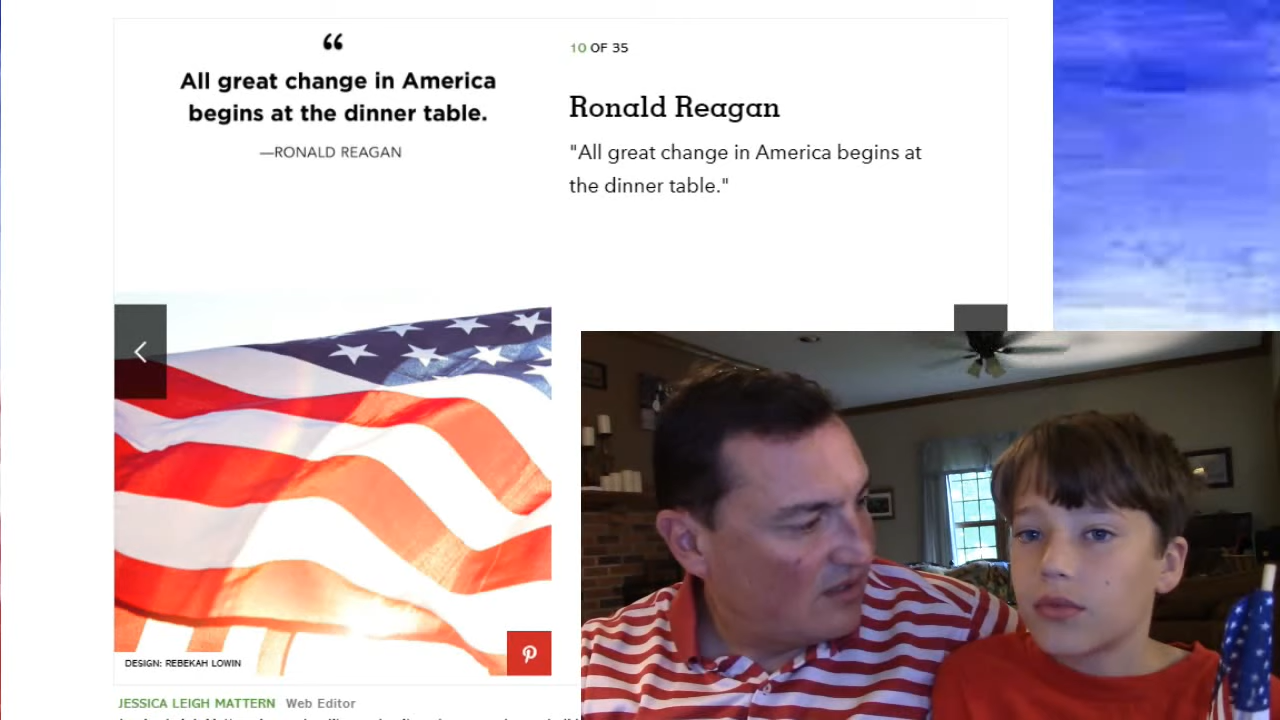 “
All great change in America
begins at the dinner table.
—RONALD REAGAN
10 OF 35
Ronald Reagan
"All great change in America begins at
the dinner table."
DESIGN: REBEKAH LOWIN
JESSICA LEIGH MATTERN Web Editor